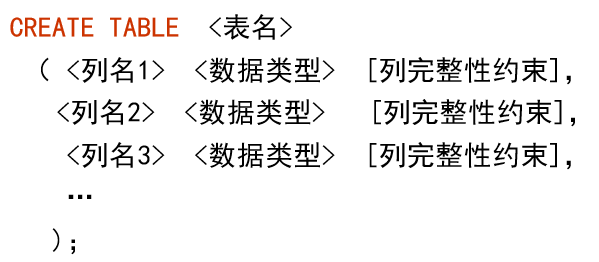 CREATE TABLE <表名>
( <列名1> <数据类型> [列完整性约束],
<列名2> <数据类型> [列完整性约束],
<列名3> <数据类型> [列完整性约束],
…
);